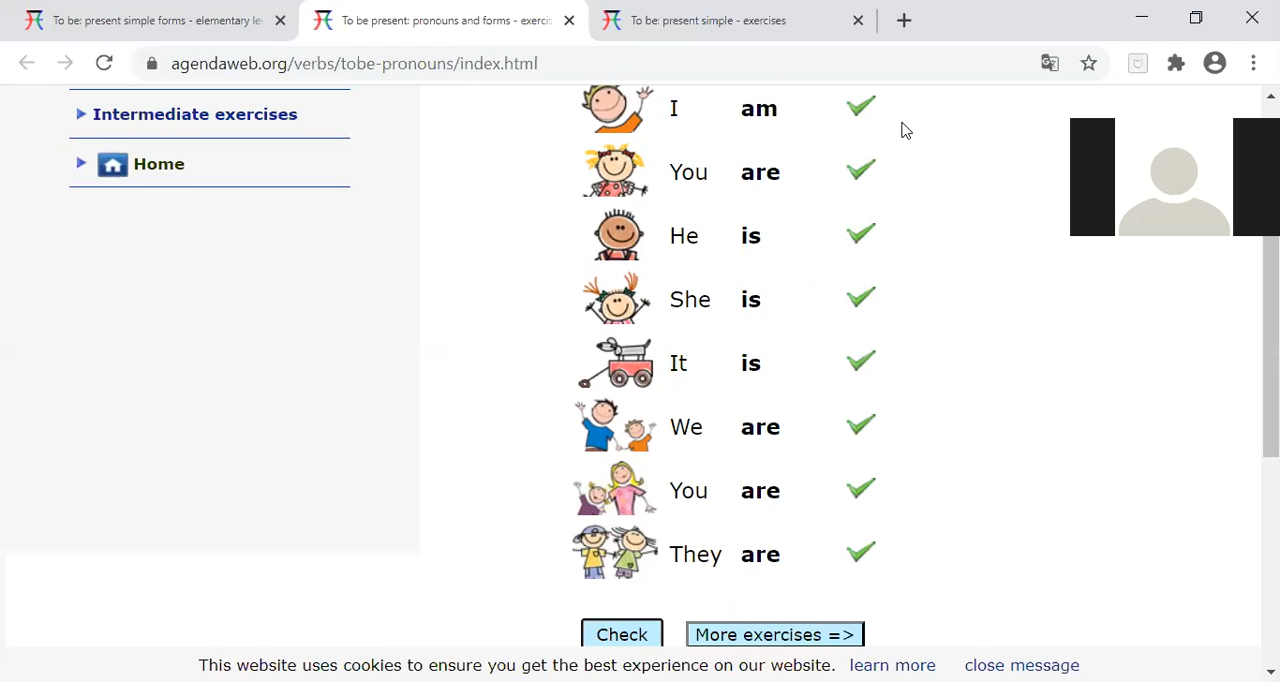 To be: present simple forms - elementary le
To be present: pronouns and forms - exercis
To be: present simple - exercises
agendaweb.org/verbs/tobe-pronouns/index.html
Intermediate exercises
Home
I am
You are
He is
She is
It is
We are
You are
They are
Check
More exercises =>
This website uses cookies to ensure you get the best experience on our website. learn more close message